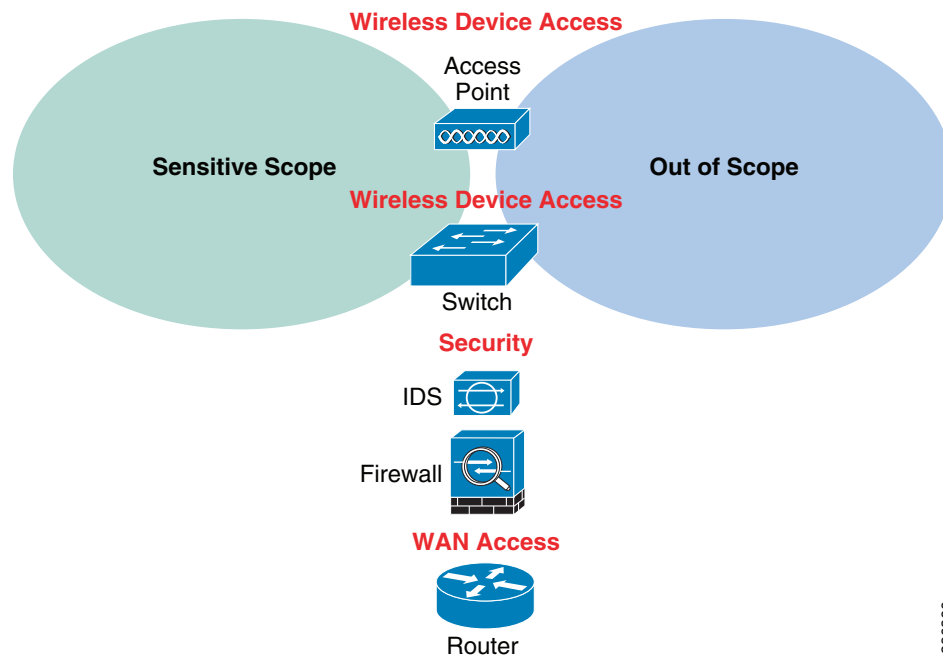 Wireless Device Access
Access
Point
Sensitive Scope
Out of Scope
Wireless Device Access
Switch
Security
IDS
Firewall
WAN Access
Router